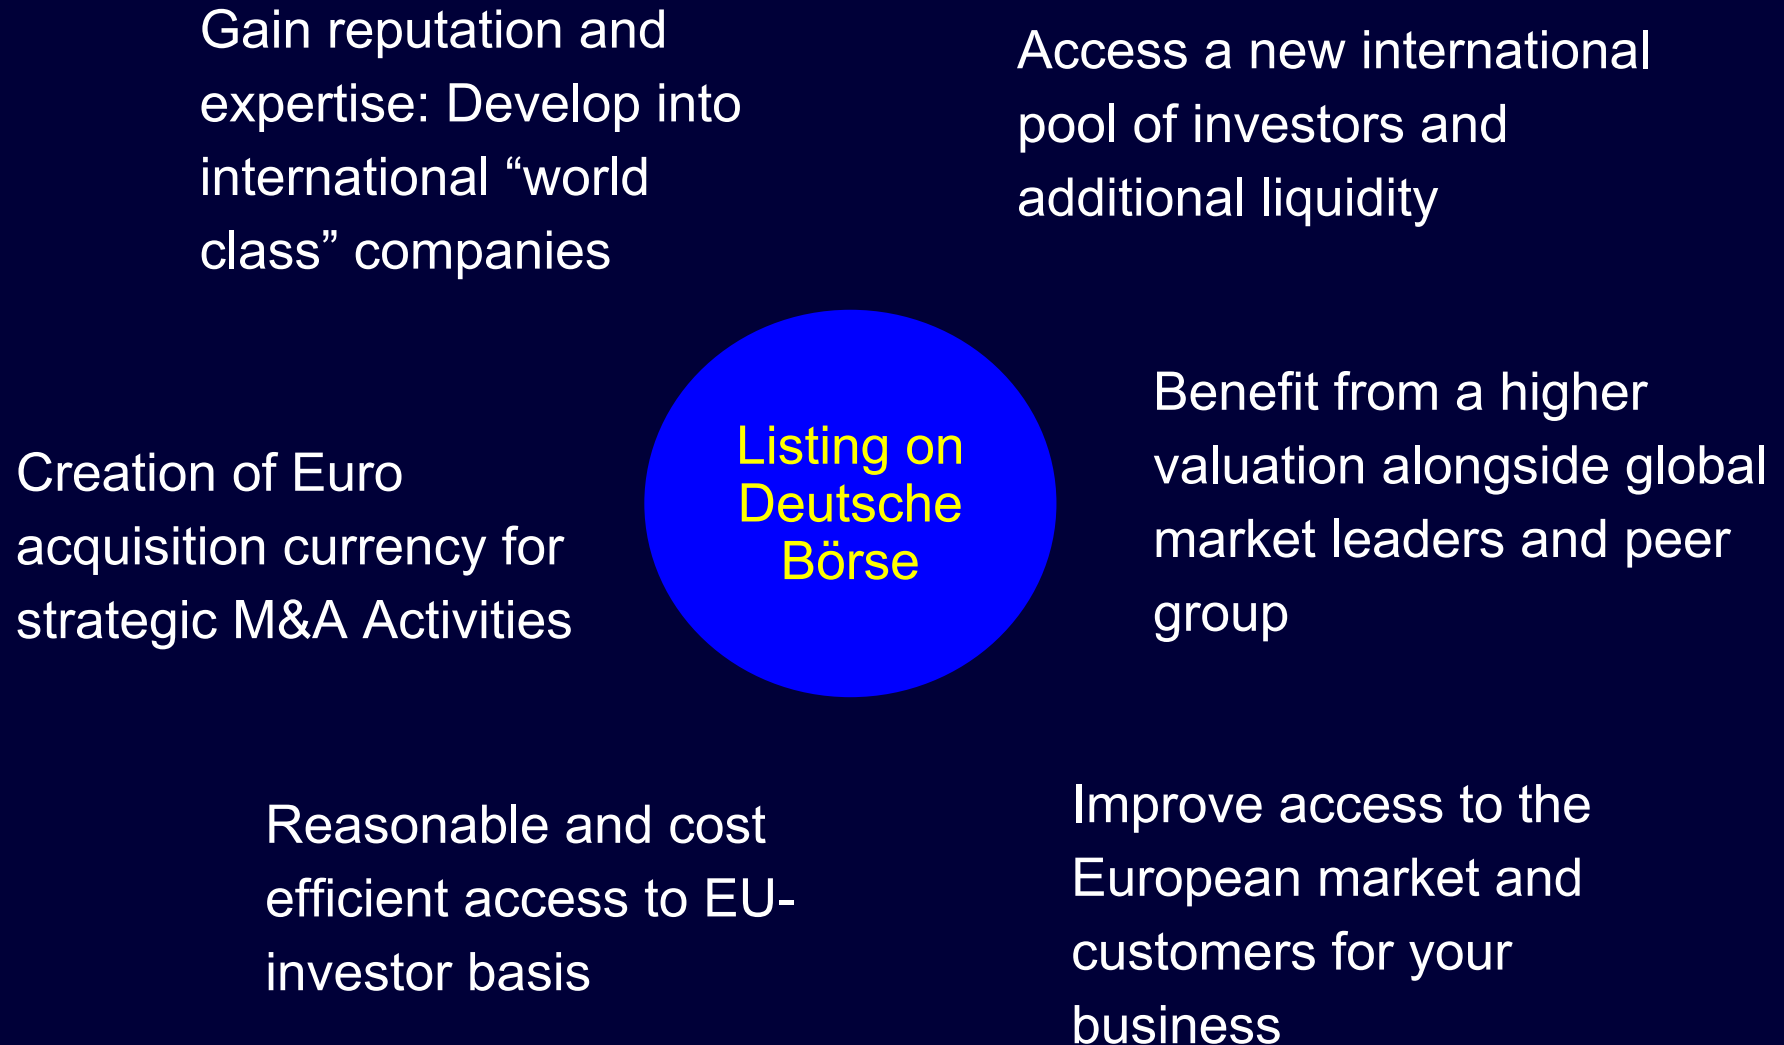 Gain reputation and
expertise: Develop into
international “world
class” companies
Access a new international
pool of investors and
additional liquidity
Creation of Euro
acquisition currency for
strategic M&A Activities
Listing on
Deutsche
Börse
Benefit from a higher
valuation alongside global
market leaders and peer
group
Reasonable and cost
efficient access to EU-
investor basis
Improve access to the
European market and
customers for your
business